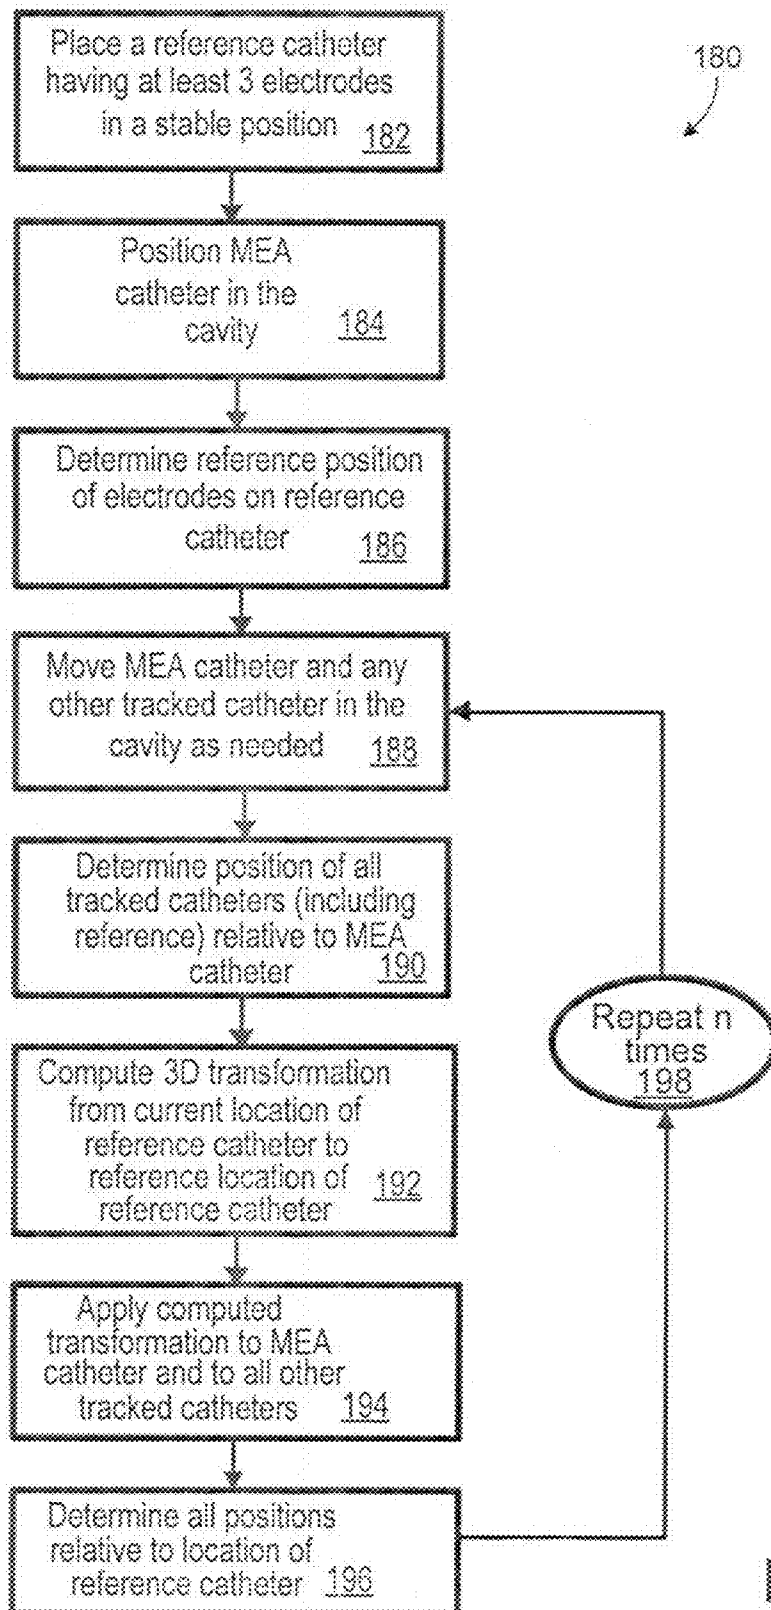 Place a reference catheter
having at least 3 electrodes
in a stable position 182
180
Position MEA
catheter in the
cavity 184
Determine reference position
of electrodes on reference
catheter 186
Move MEA catheter and any
other tracked catheter in the
cavity as needed 188
Determine position of all
tracked catheters (including
reference) relative to MEA
catheter 190
Compute 3D transformation
from current location of
reference catheter to
reference location of
reference catheter 192
Apply computed
transformation to MEA
catheter and to all other
tracked catheters 194
Determine all positions
relative to location of
reference catheter 196
Repeat n
times
198